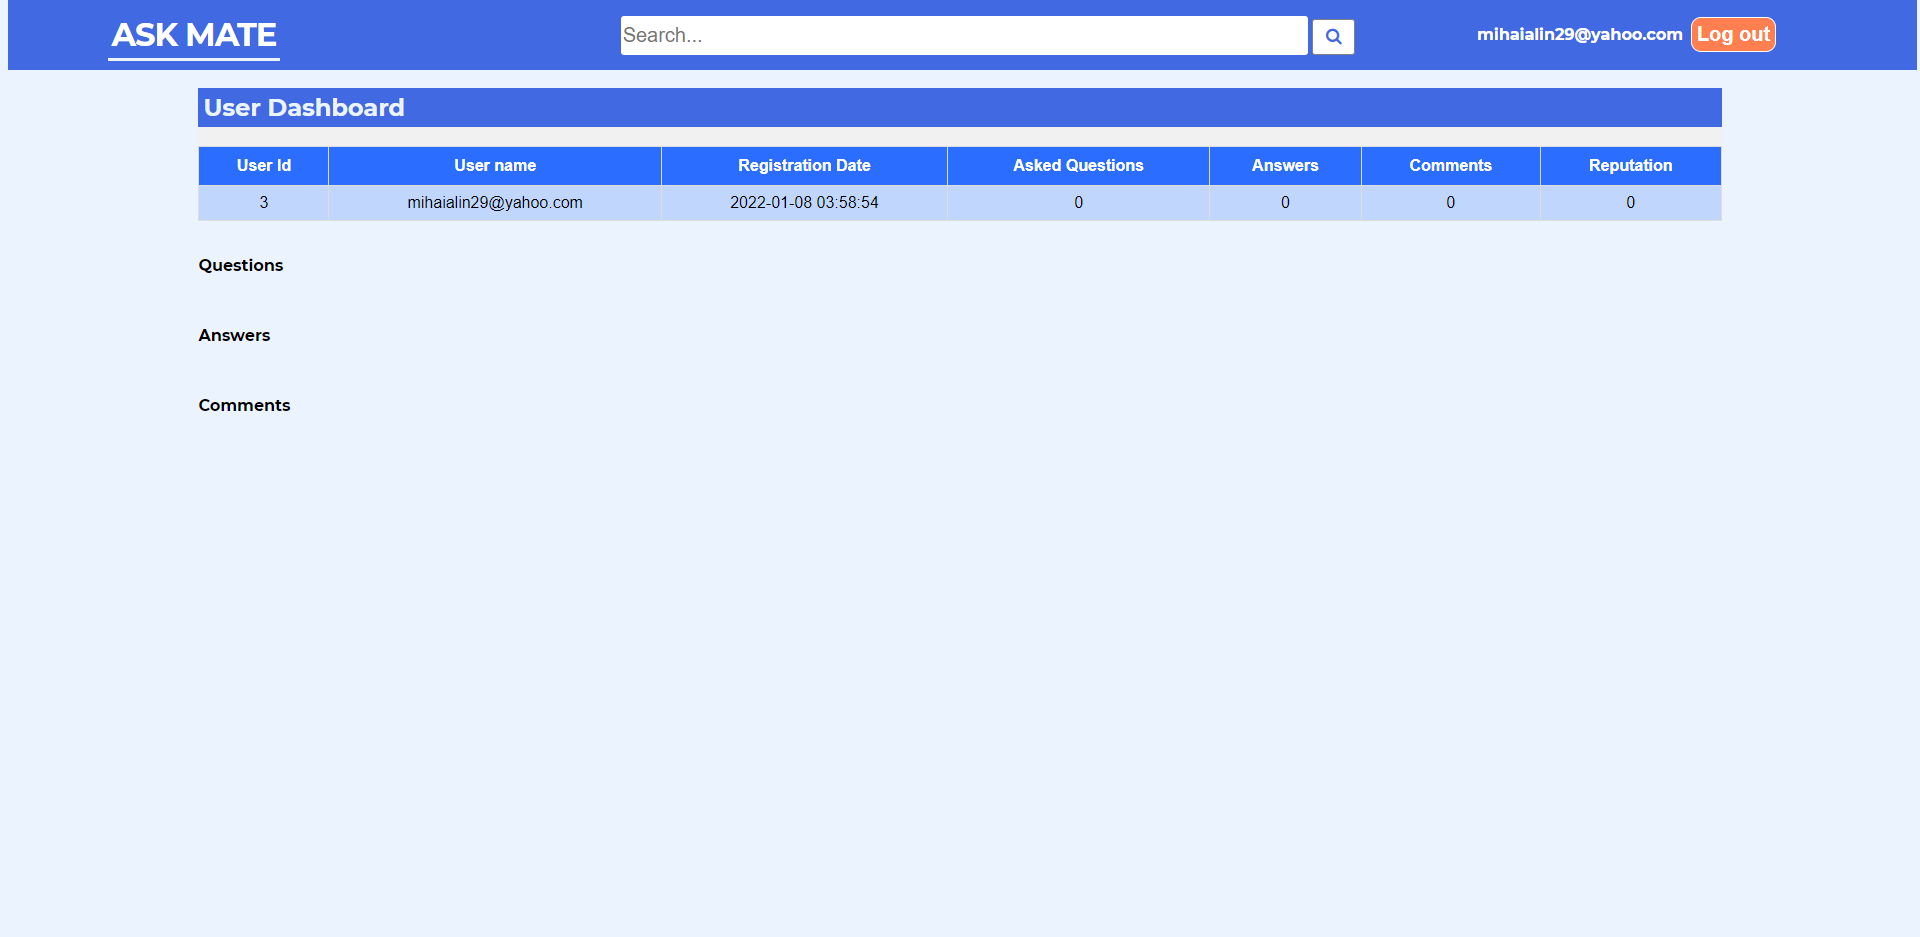 ASK MATE
Search...
mihaialin29@yahoo.com
Log out
User Dashboard
User Id User name Registration Date Asked Questions Answers Comments Reputation
3 mihaialin29@yahoo.com 2022-01-08 03:58:54 0 0 0 0
Questions
Answers
Comments